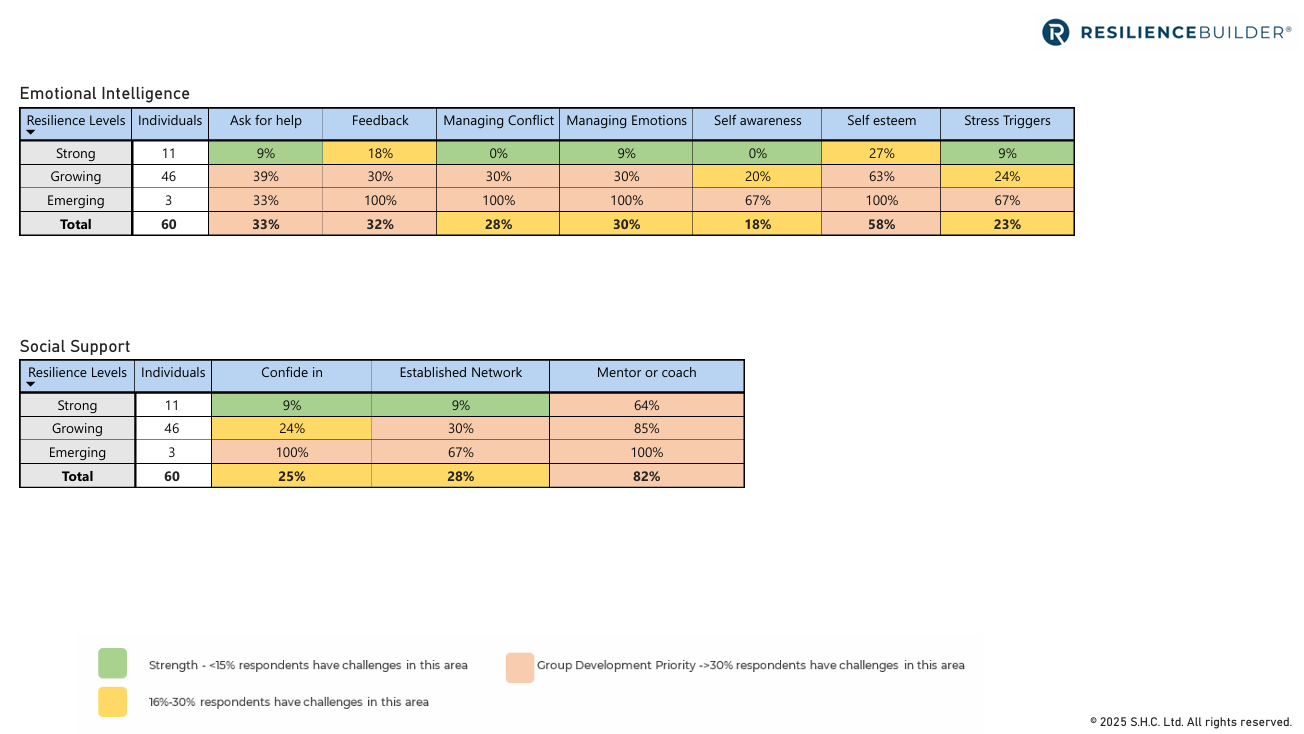 RESILIENCEBUILDER®
Emotional Intelligence
Resilience Levels Individuals Ask for help Feedback Managing Conflict Managing Emotions Self awareness Self esteem Stress Triggers
Strong 11 9% 18% 0% 9% 0% 27% 9%
Growing 46 39% 30% 30% 30% 20% 63% 24%
Emerging 3 33% 100% 100% 100% 67% 100% 67%
Total 60 33% 32% 28% 30% 18% 58% 23%
Social Support
Resilience Levels Individuals Confide in Established Network Mentor or coach
Strong 11 9% 9% 64%
Growing 46 24% 30% 85%
Emerging 3 100% 67% 100%
Total 60 25% 28% 82%
Strength - <15% respondents have challenges in this area Group Development Priority ->30% respondents have challenges in this area
16%-30% respondents have challenges in this area
© 2025 S.H.C. Ltd. All rights reserved.